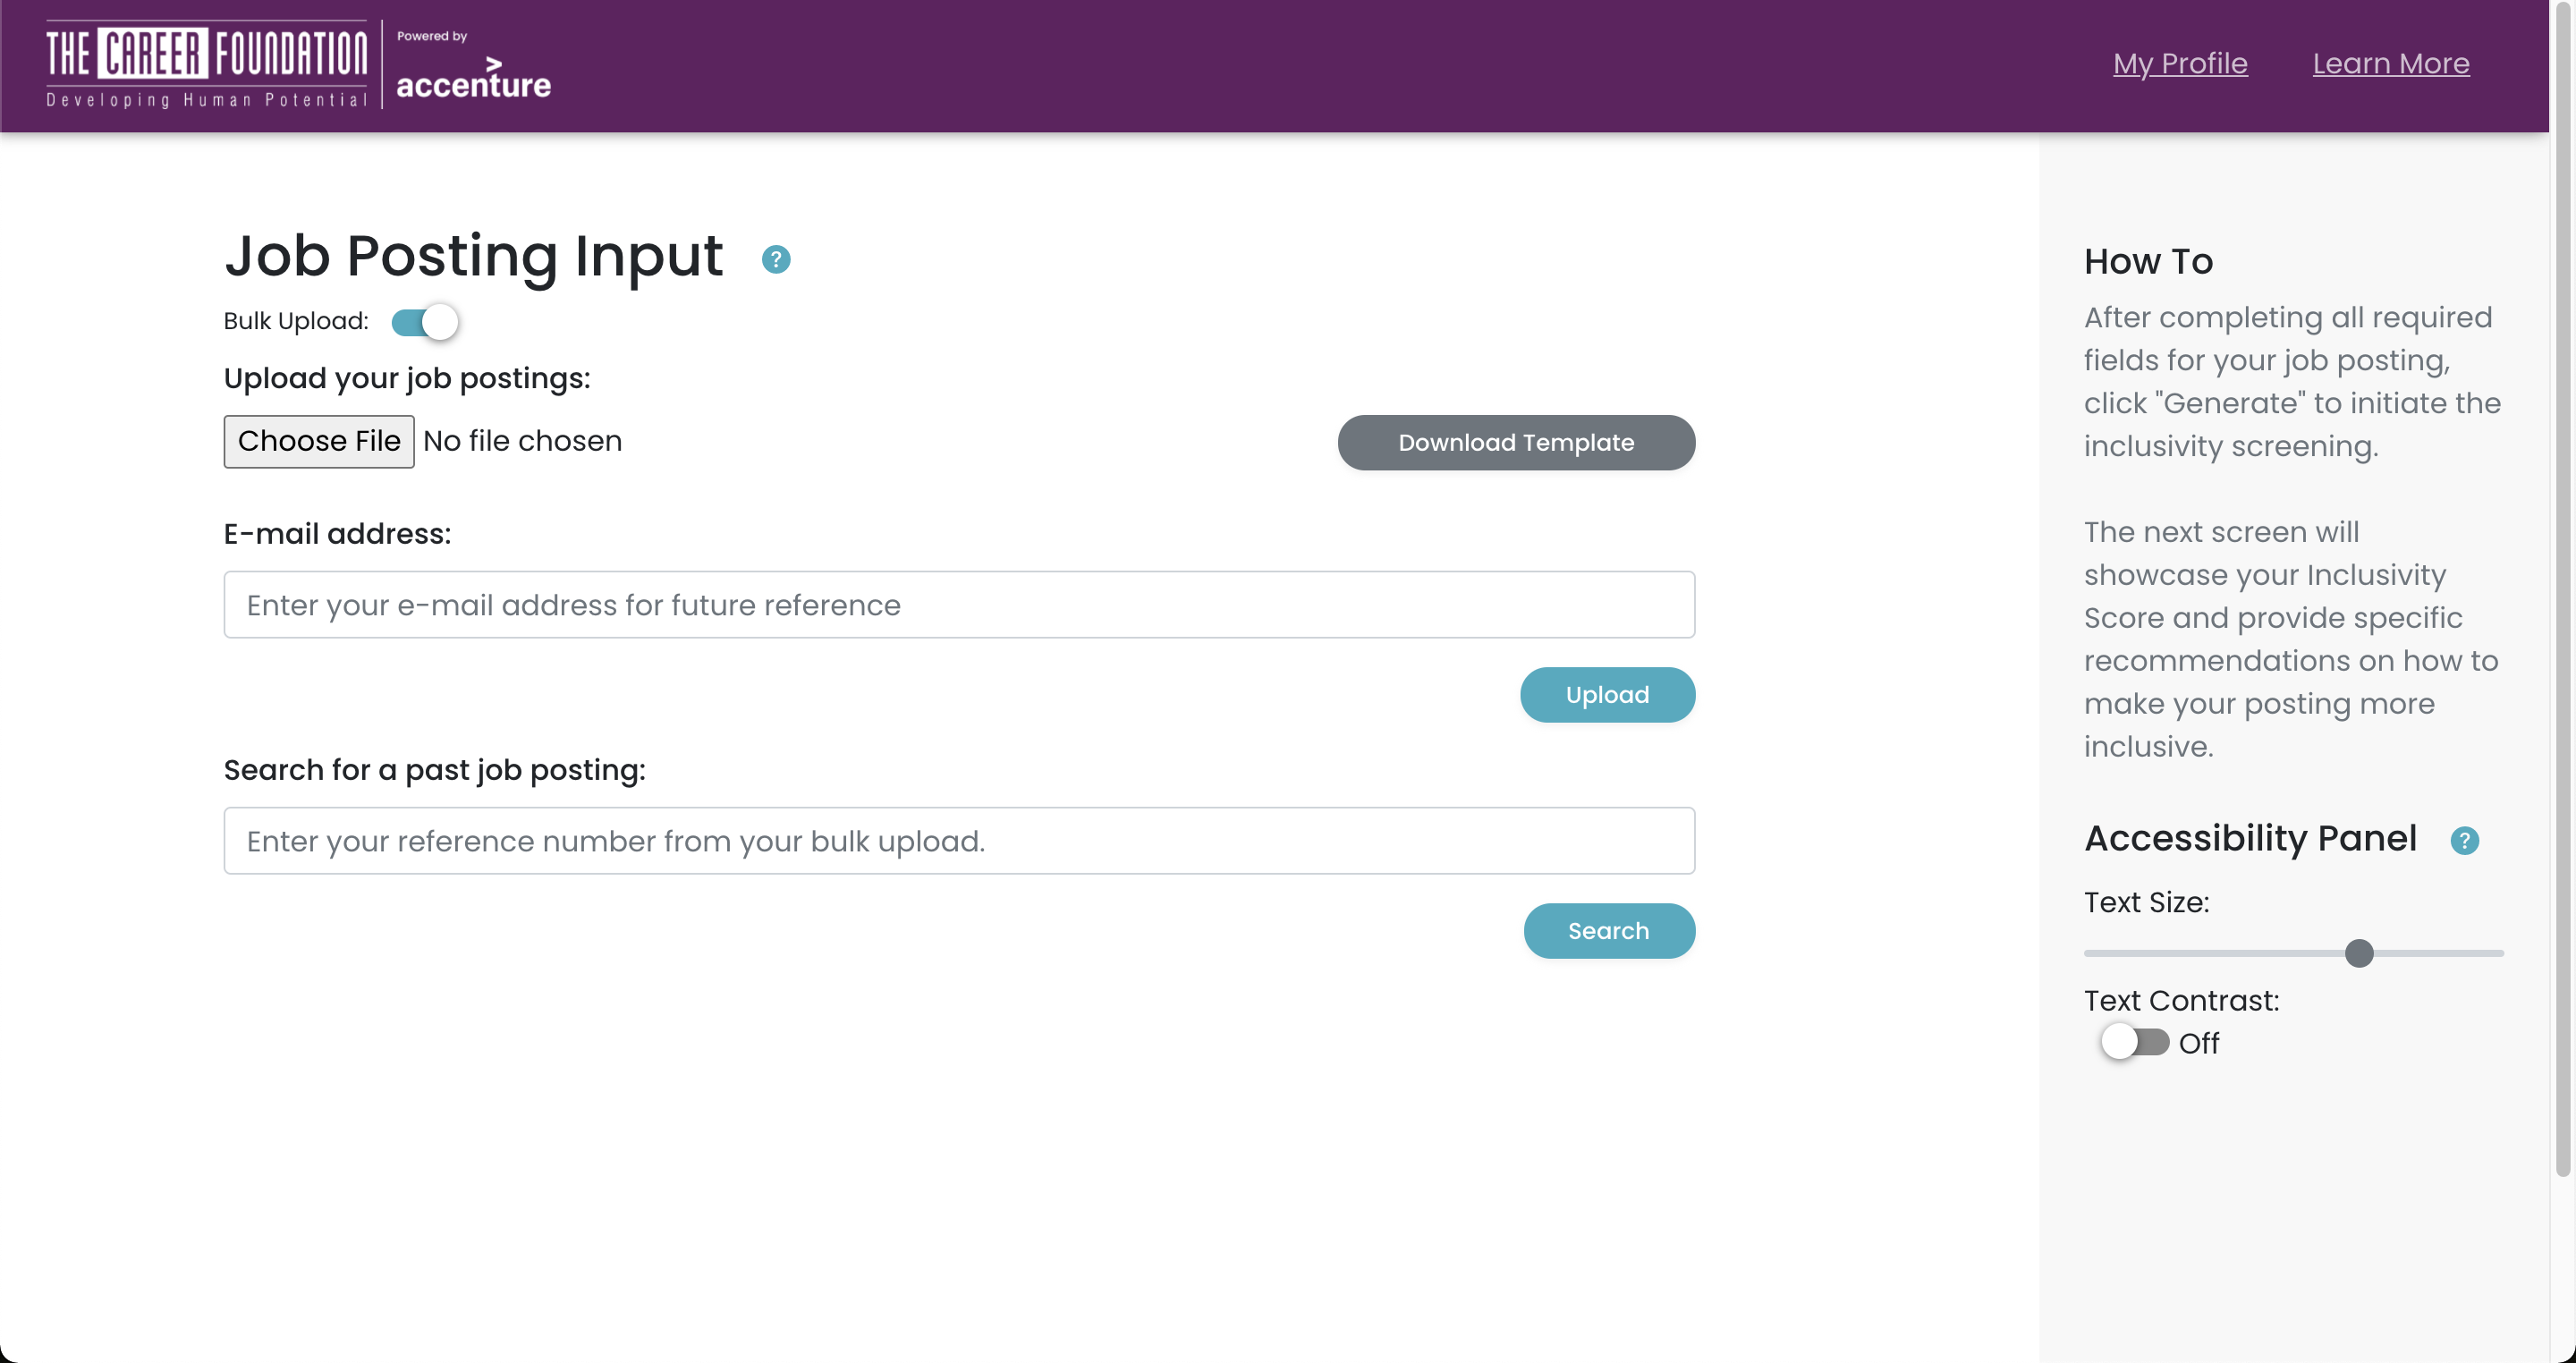 THE CAREER FOUNDATION
Developing Human Potential
Powered by
accenture
My Profile
Learn More
Job Posting Input
?
Bulk Upload:
Upload your job postings:
Choose File No file chosen
Download Template
E-mail address:
Enter your e-mail address for future reference
Upload
Search for a past job posting:
Enter your reference number from your bulk upload.
Search
How To
After completing all required
fields for your job posting,
click "Generate" to initiate the
inclusivity screening.
The next screen will
showcase your Inclusivity
Score and provide specific
recommendations on how to
make your posting more
inclusive.
Accessibility Panel
?
Text Size:
Text Contrast:
Off